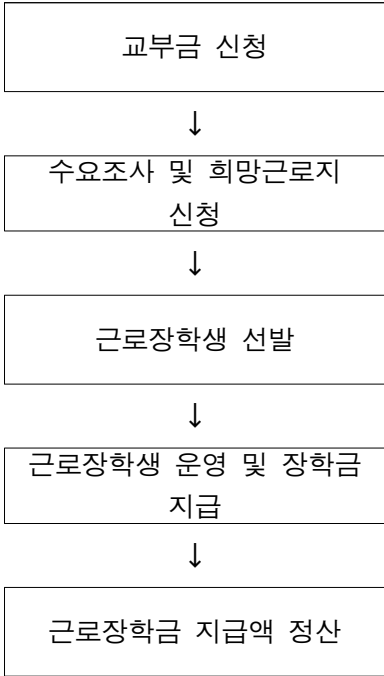 교부금 신청
↓
수요조사 및 희망근로지
신청
↓
근로장학생 선발
↓
근로장학생 운영 및 장학금
지급
↓
근로장학금 지급액 정산